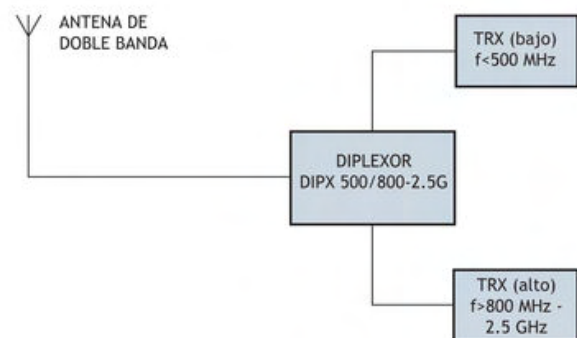 ANTENA DE
DOBLE BANDA
TRX (bajo)
f<500 MHz
DIPLEXOR
DIPX 500/800-2.5G
TRX (alto)
f>800 MHz -
2.5 GHz